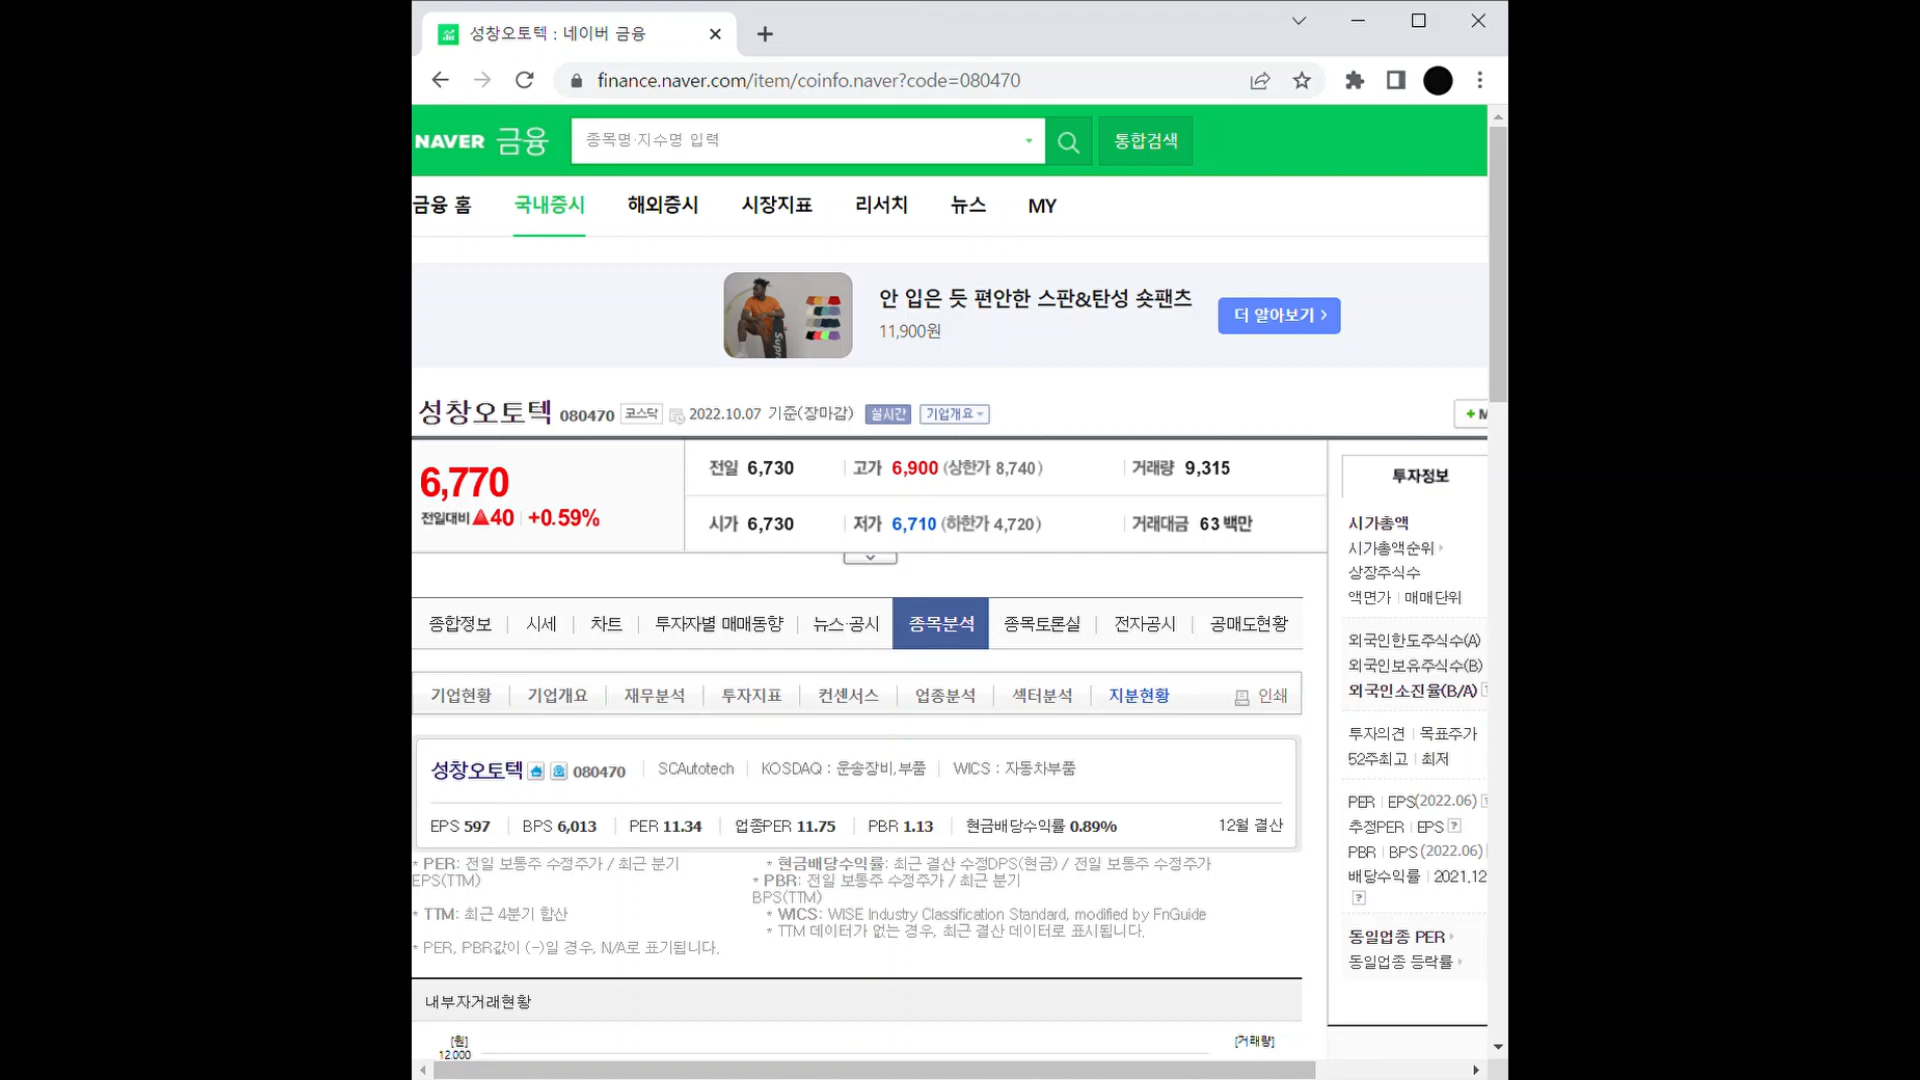 성창오토텍 : 네이버 금융
finance.naver.com/item/coinfo.naver?code=080470
NAVER 금융
종목명·지수명 입력
통합검색
금융 홈 국내증시 해외증시 시장지표 리서치 뉴스 MY
안 입은 듯 편안한 스판&탄성 숏팬츠
11,900원
더 알아보기
성창오토텍 080470 코스닥 2022.10.07 기준(장마감) 실시간 기업개요
6,770
전일대비 ▲40 +0.59%
전일 6,730 고가 6,900 (상한가 8,740) 거래량 9,315
시가 6,730 저가 6,710 (하한가 4,720) 거래대금 63 백만
종합정보 시세 차트 투자자별 매매동향 뉴스·공시 종목분석 종목토론실 전자공시 공매도현황
기업현황 기업개요 재무분석 투자지표 컨센서스 업종분석 섹터분석 지분현황 인쇄
성창오토텍 080470 SCAutotech KOSDAQ : 운송장비,부품 WICS : 자동차부품
EPS 597 BPS 6,013 PER 11.34 업종PER 11.75 PBR 1.13 현금배당수익률 0.89% 12월 결산
* PER: 전일 보통주 수정주가 / 최근 분기
EPS(TTM)
* TTM: 최근 4분기 합산
* PER, PBR값이 (-)일 경우, N/A로 표기됩니다.
* 현금배당수익률: 최근 결산 수정DPS(현금) / 전일 보통주 수정주가
* PBR: 전일 보통주 수정주가 / 최근 분기
BPS(TTM)
* WICS: WISE Industry Classification Standard, modified by FnGuide
* TTM 데이터가 없는 경우, 최근 결산 데이터로 표시됩니다.
내부자거래현황
[원]
12,000
[거래량]
+ M
투자정보
시가총액
시가총액순위
상장주식수
액면가 매매단위
외국인한도주식수(A)
외국인보유주식수(B)
외국인소진율(B/A)
투자의견 목표주가
52주최고 최저
PER EPS(2022.06)
추정PER EPS
PBR BPS (2022.06)
배당수익률 2021.12
동일업종 PER
동일업종 등락률